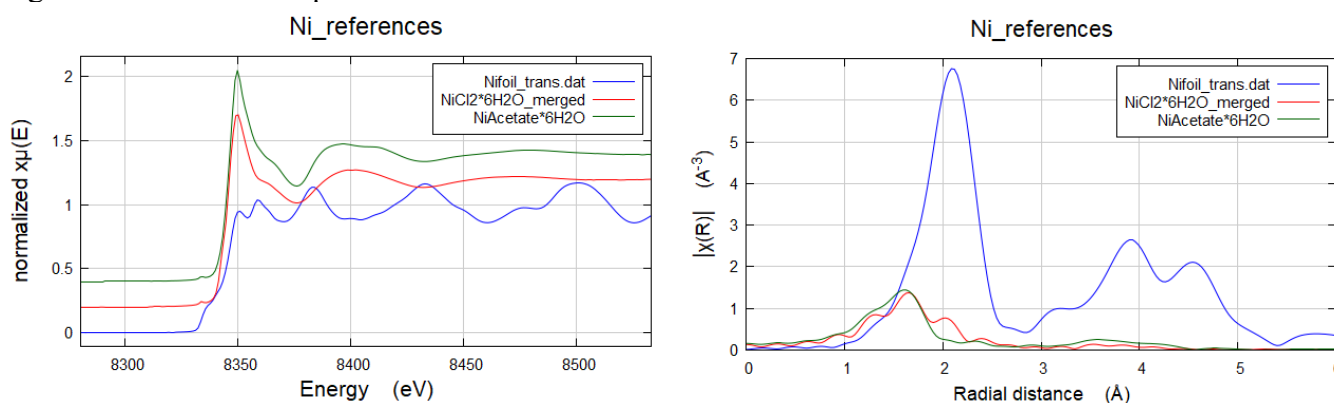 Ni_references
Nifoil_trans.dat
NiCl2*6H2O_merged
NiAcetate*6H2O
normalized xμ(E)
2
1.5
1
0.5
0
8300
8350
8400
8450
8500
Energy (eV)
Ni_references
Nifoil_trans.dat
NiCl2*6H2O_merged
NiAcetate*6H2O
|χ(R)| (A⁻³)
7
6
5
4
3
2
1
0
0
1
2
3
4
5
6
Radial distance (Å)